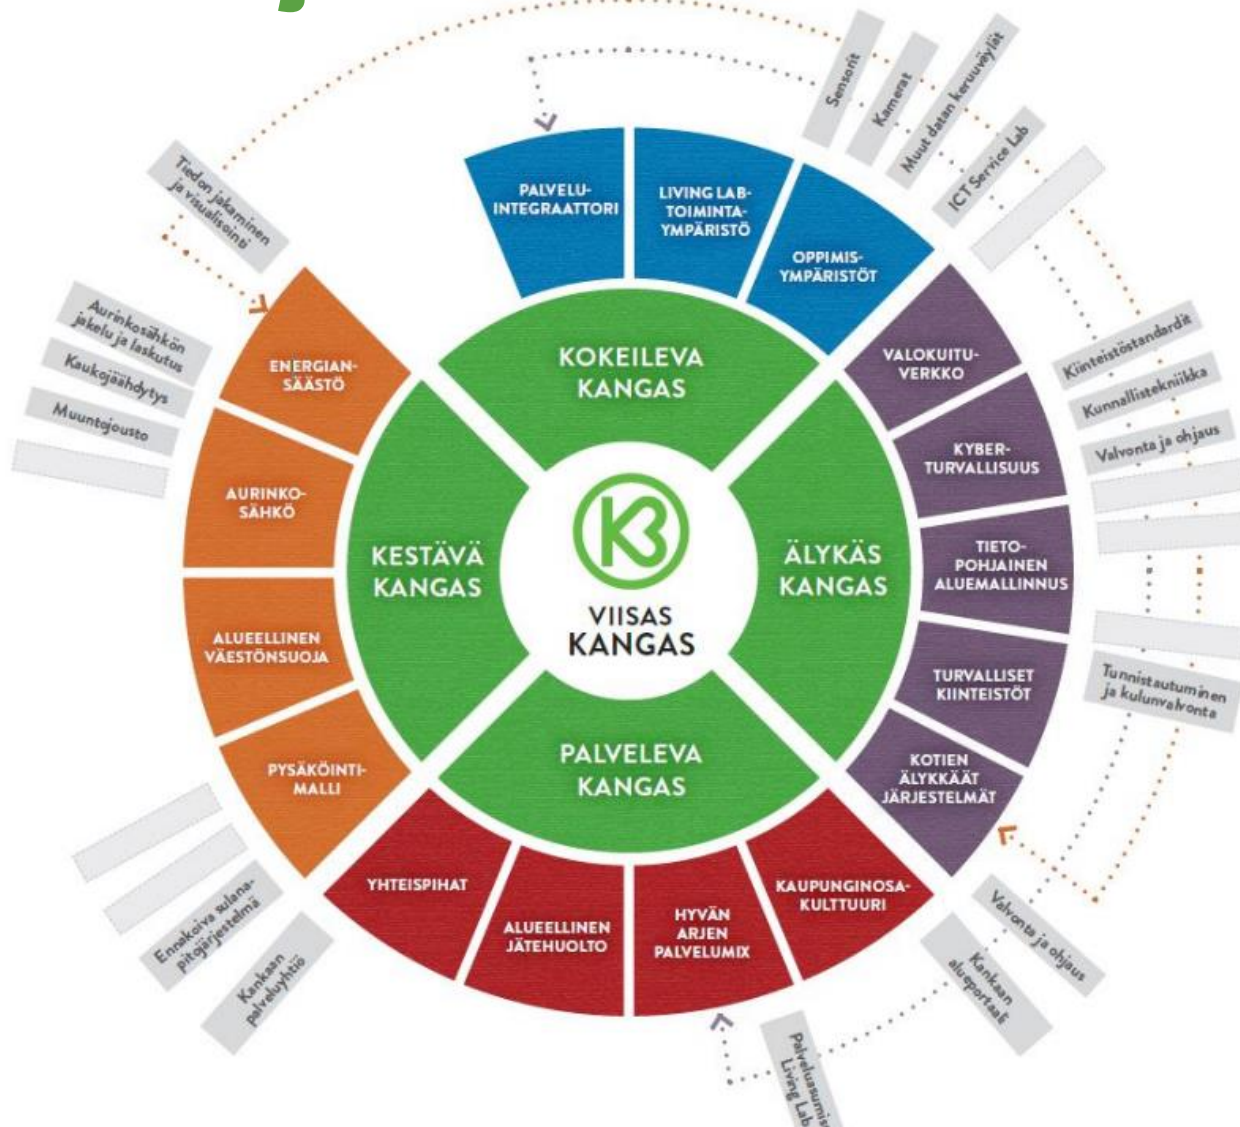 Sensorit
Kamerat
Muut datan keruuväylät
ICT Service Lab
Tiedon jakaminen
ja visualisointi
PALVELU-
INTEGRAATTORI
LIVING LAB-
TOIMINTA-
YMPÄRISTÖ
OPPIMIS-
YMPÄRISTÖT
Aurinkosähkön
jakelu ja laskutus
Kaukojäähdytys
Muuntojousto
ENERGIAN-
SÄÄSTÖ
KOKEILEVA
KANGAS
VALOKUITU-
VERKKO
Kiinteistöstandardit
Kunnallistekniikka
Valvonta ja ohjaus
KYBER-
TURVALLISUUS
AURINKO-
SÄHKÖ
KESTÄVÄ
KANGAS
VIISAS
KANGAS
ÄLYKÄS
KANGAS
TIETO-
POHJAINEN
ALUEMALLINNUS
ALUEELLINEN
VÄESTÖNSUOJA
TURVALLISET
KIINTEISTÖT
Tunnistautuminen
ja kulunvalvonta
PYSÄKÖINTI-
MALLI
PALVELEVA
KANGAS
KOTIEN
ÄLYKKÄÄT
JÄRJESTELMÄT
YHTEISPIHAT
ALUEELLINEN
JÄTEHUOLTO
HYVÄN
ARJEN
PALVELUMIX
KAUPUNGINOSA-
KULTTUURI
Ennakoiva sulana-
pitojärjestelmä
Kankaan
palveluyhtiö
Valvonta ja ohjaus
Kankaan
alueportaali
Living Lab